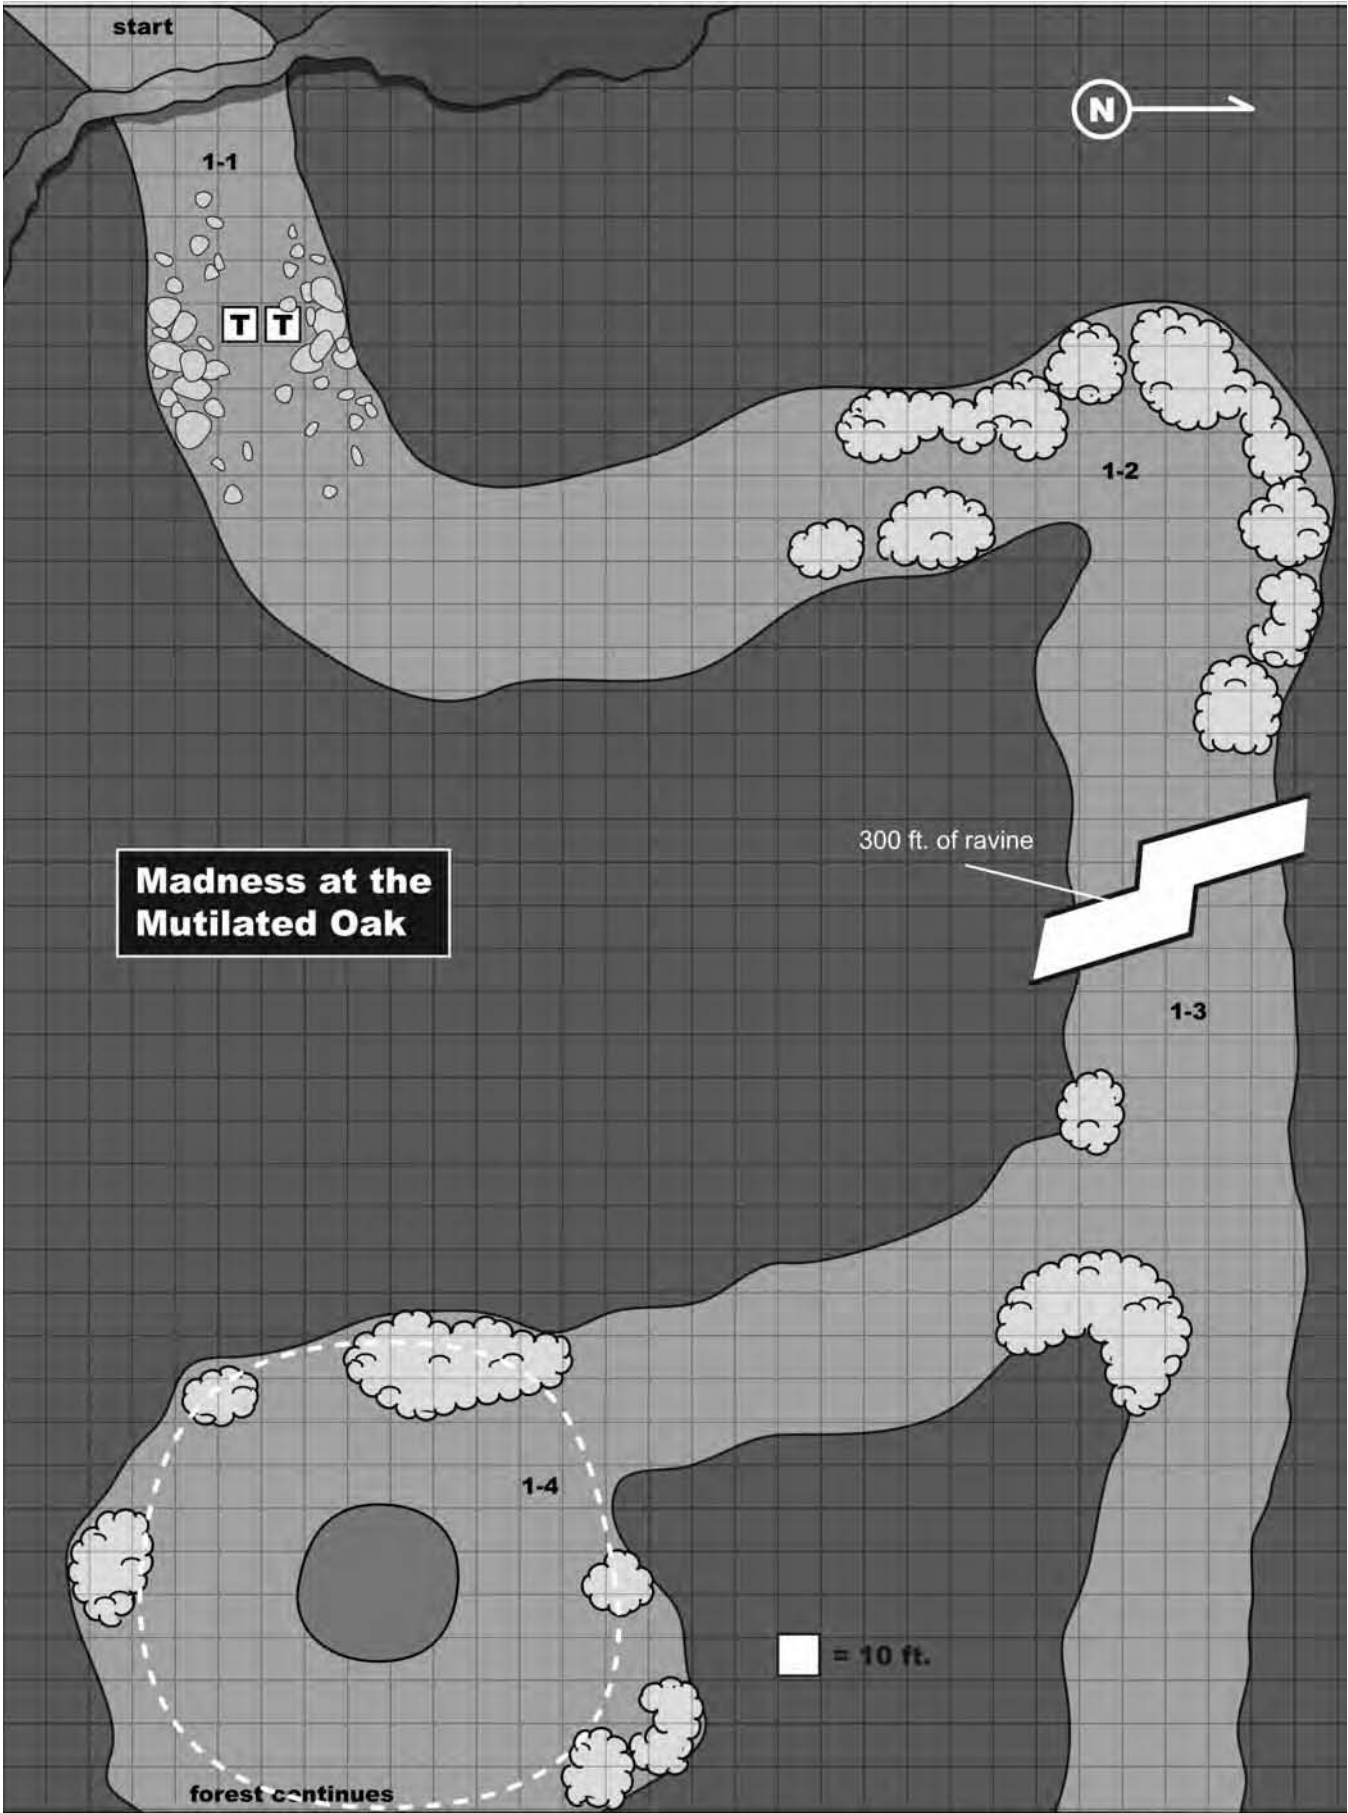 start
N
1-1
T T
1-2
300 ft. of ravine
Madness at the
Mutilated Oak
1-3
1-4
= 10 ft.
forest continues